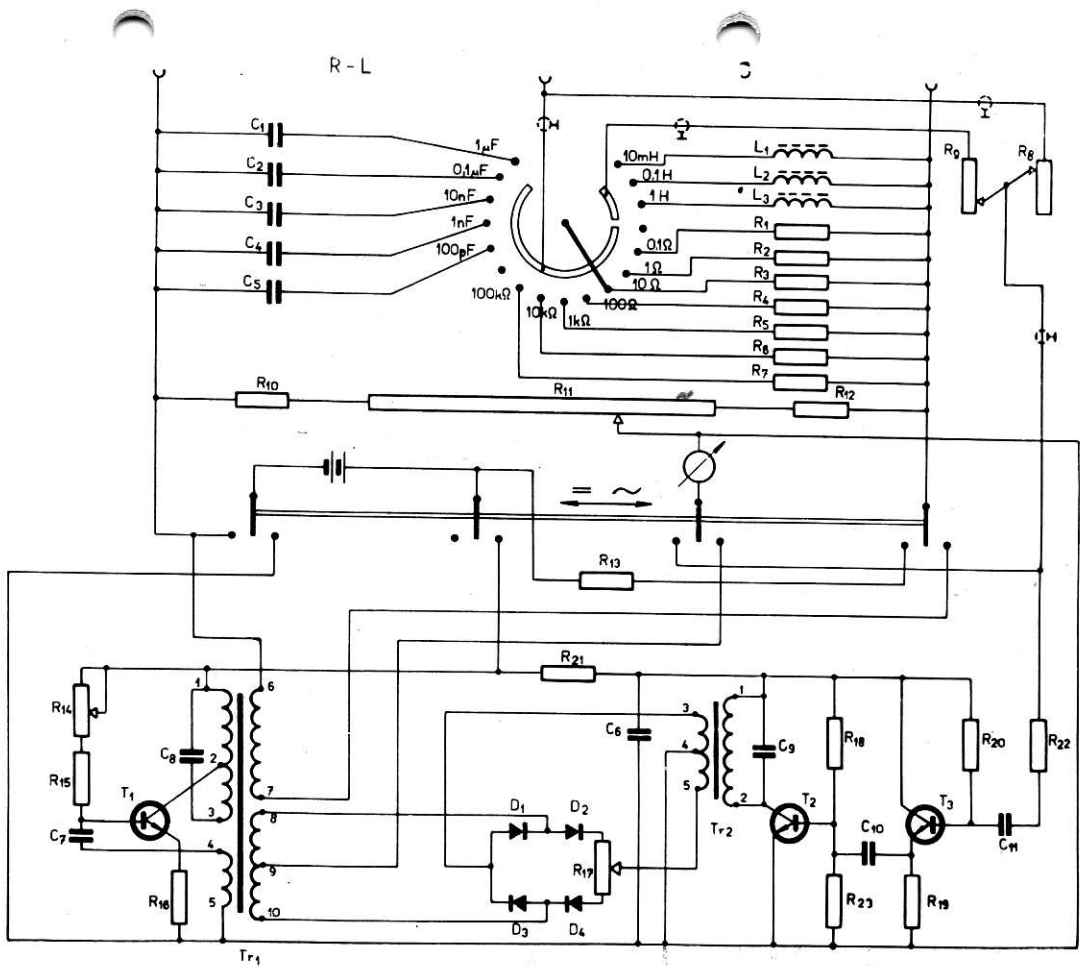 R-L
C
C1
1μF
C2
0,1μF
C3
10nF
C4
1nF
C5
100pF
10mH
L1
0.1H
L2
1H
L3
R9
R8
0.1Ω
R1
1Ω
R2
10Ω
R3
100Ω
R4
1kΩ
R5
10kΩ
R6
100kΩ
R7
R10
R11
R12
= ~
R13
R21
R14
R15
T1
C7
R16
C8
1
2
3
4
5
6
7
8
9
10
Tr1
D1
D2
D3
D4
R17
C6
3
4
5
1
2
Tr2
C9
R18
T2
C10
R23
T3
R19
R20
C11
R22